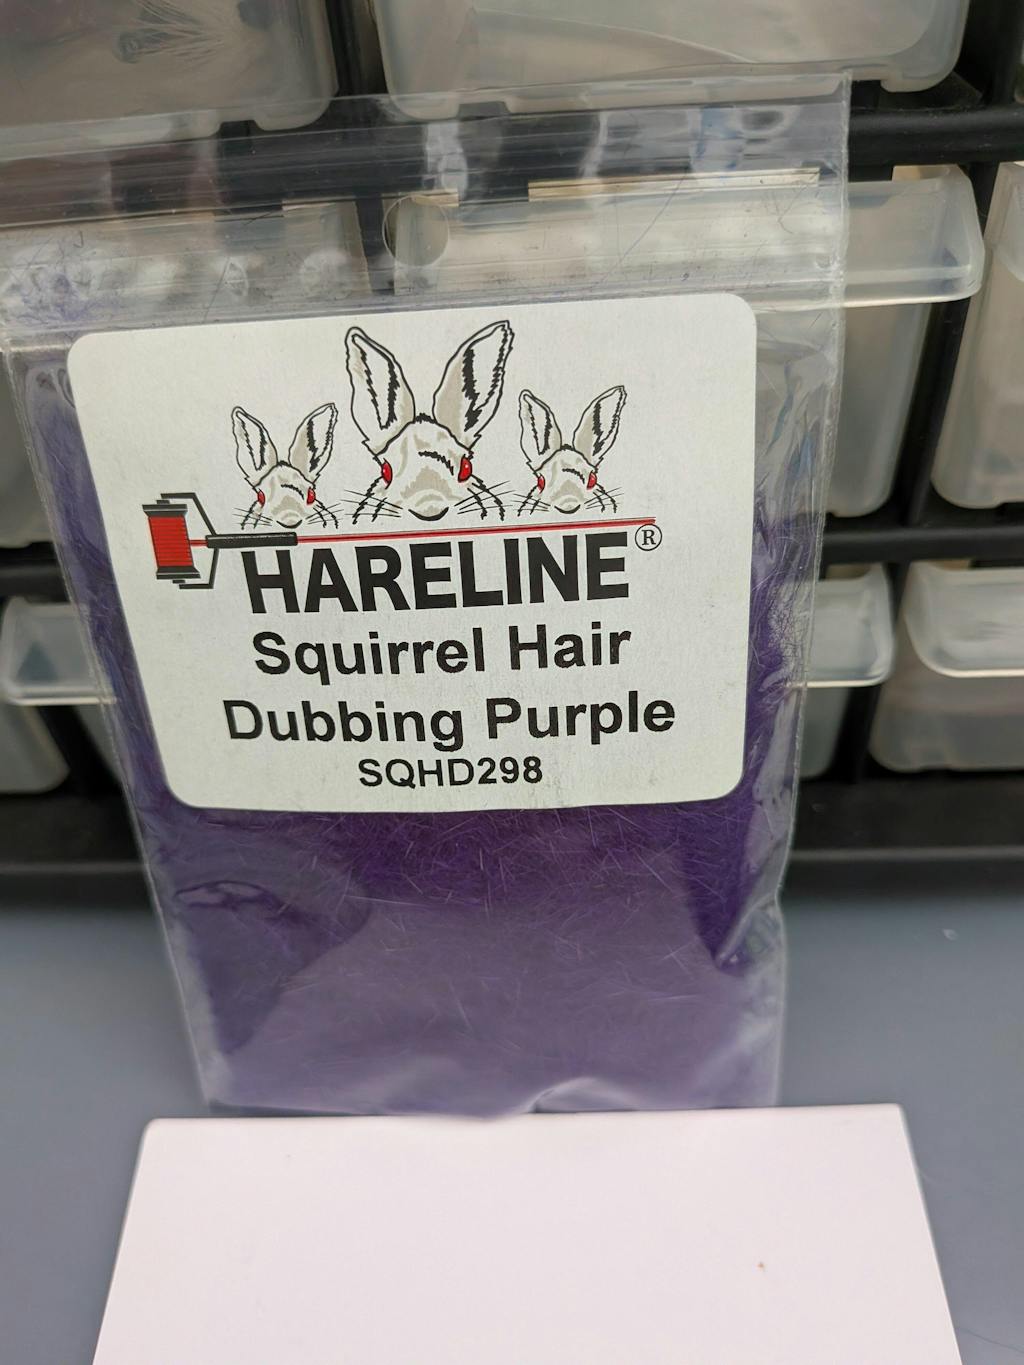 HARELINE®
Squirrel Hair
Dubbing Purple
SQHD298